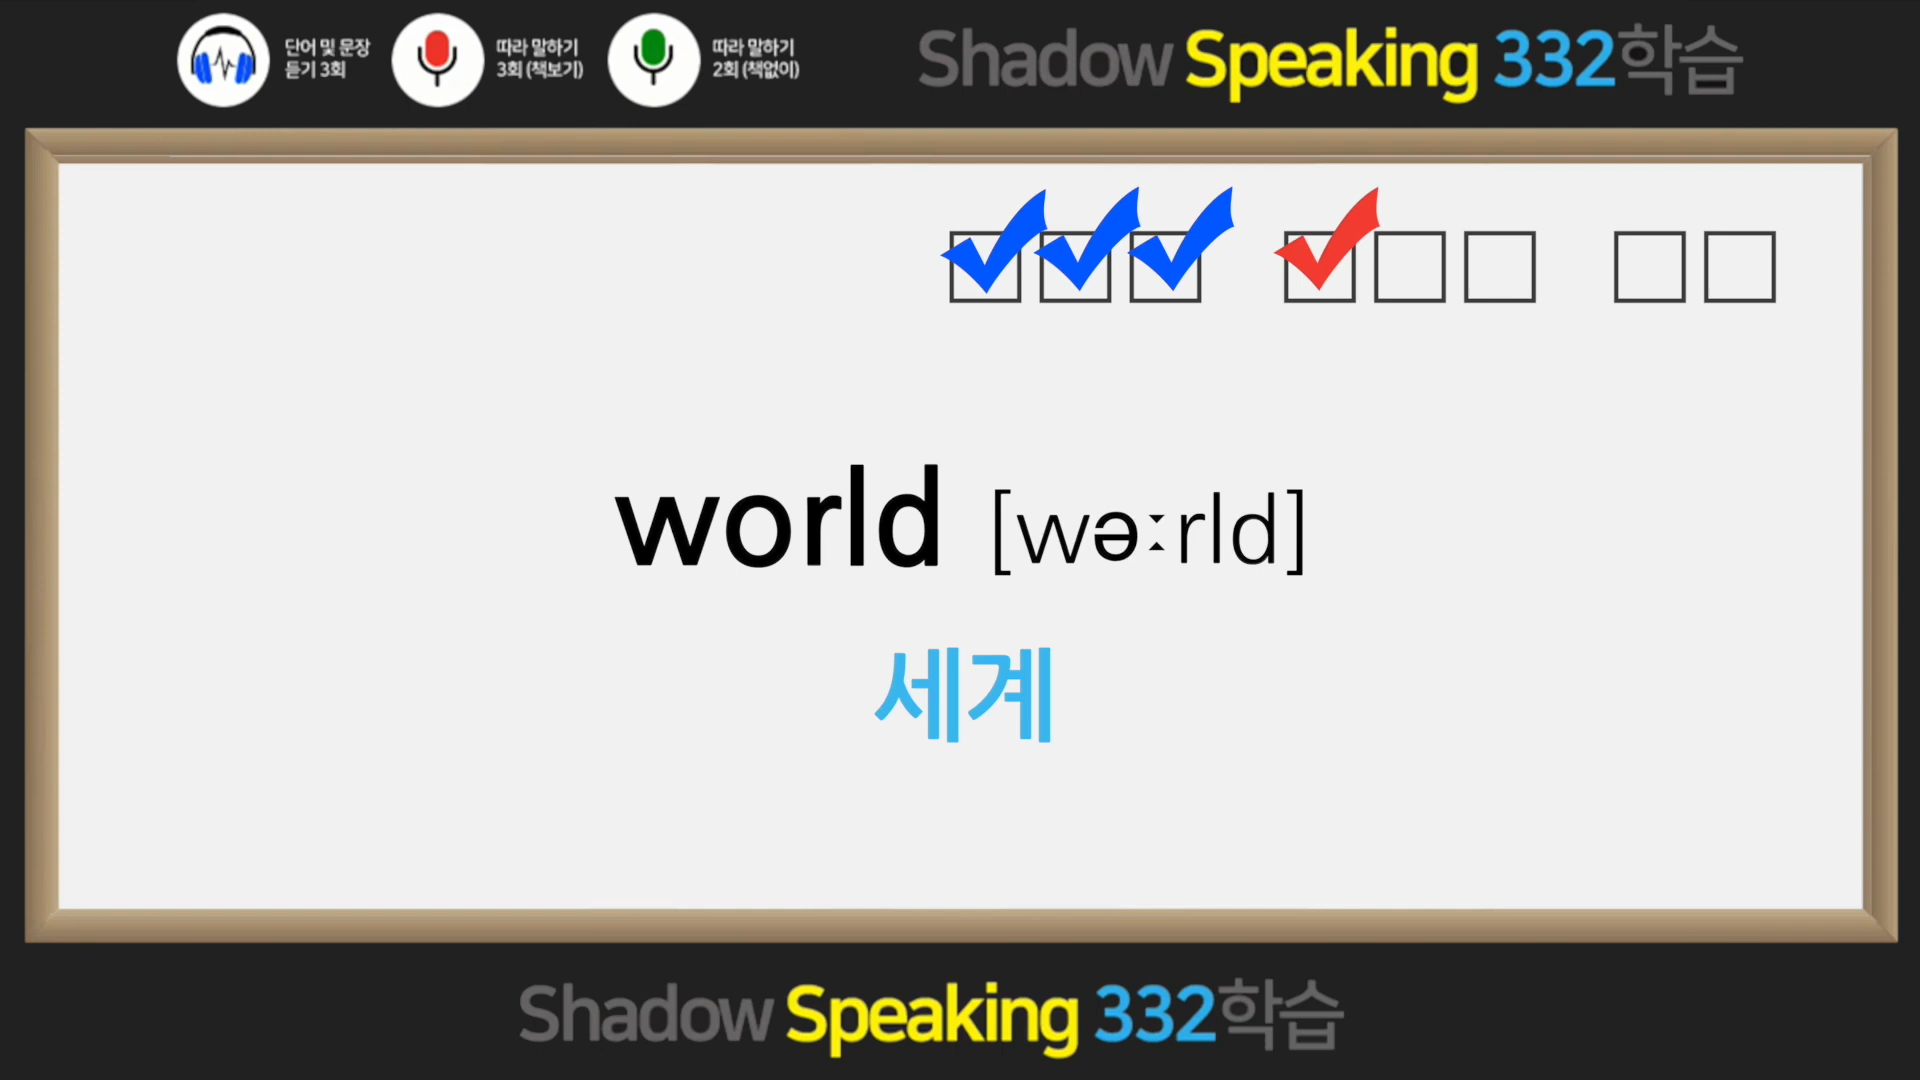 단어 및 문장
듣기 3회
따라 말하기
3회 (책보기)
따라 말하기
2회 (책없이)
Shadow Speaking 332학습
world [wəːrld]
세계
Shadow Speaking 332학습